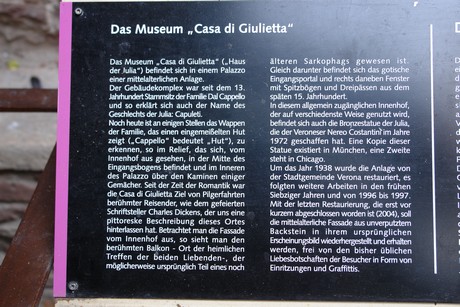 Das Museum „Casa di Giulietta„
Das Museum „Casa di Giulietta„ („Haus
der Julia") befindet sich in einem Palazzo
einer mittelalterlichen Anlage.
Der Gebäudekomplex war seit dem 13.
Jahrhundert Stammsitz der Familie Dal Cappello
und so erklärt sich auch der Name des
Geschlechts der Julia: Capuleti.
Noch heute ist an einigen Stellen das Wappen
der Familie, das einen eingemeißelten Hut
zeigt („Cappello" bedeutet „Hut"), zu
erkennen, so im Relief, das sich, vom
Innenhof aus gesehen, in der Mitte des
Eingangsbogens befindet und im Inneren
des Palazzo über den Kaminen einiger
Gemächer. Seit der Zeit der Romantik war
die Casa di Giulietta Ziel von Pilgerfahrten
berühmter Reisender, wie dem gefeierten
Schriftsteller Charles Dickens, der uns eine
pittoreske Beschreibung dieses Ortes
hinterlassen hat. Betrachtet man die Fassade
vom Innenhof aus, so sieht man den
berühmten Balkon - Ort der heimlichen
Treffen der beiden Liebenden-, der
möglicherweise ursprünglich Teil eines noch
älteren Sarkophags gewesen ist.
Gleich darunter befindet sich das gotische
Eingangsportal und rechts daneben Fenster
mit Spitzbögen und Dreipässen aus dem
späten 15. Jahrhundert.
In diesem allgemein zugänglichen Innenhof,
der auf verschiedenste Weise genutzt wird,
befindet sich auch die Bronzestatue der Julia,
die der Veroneser Nereo Costantini im Jahre
1972 geschaffen hat. Eine Kopie dieser
Statue existiert in München, eine Zweite
steht in Chicago.
Um das Jahr 1938 wurde die Anlage von
der Stadtgemeinde Verona restauriert, es
folgten weitere Arbeiten in den frühen
Siebziger Jahren und von 1996 bis 1997.
Mit der letzten Restaurierung, die erst vor
kurzem abgeschlossen worden ist (2004), soll
die mittelalterliche Fassade aus unverputztem
Backstein in ihrem ursprünglichen
Erscheinungsbild wiederhergestellt und erhalten
werden, frei von den bisher üblichen
Liebesbotschaften der Besucher in Form von
Einritzungen und Graffittis.